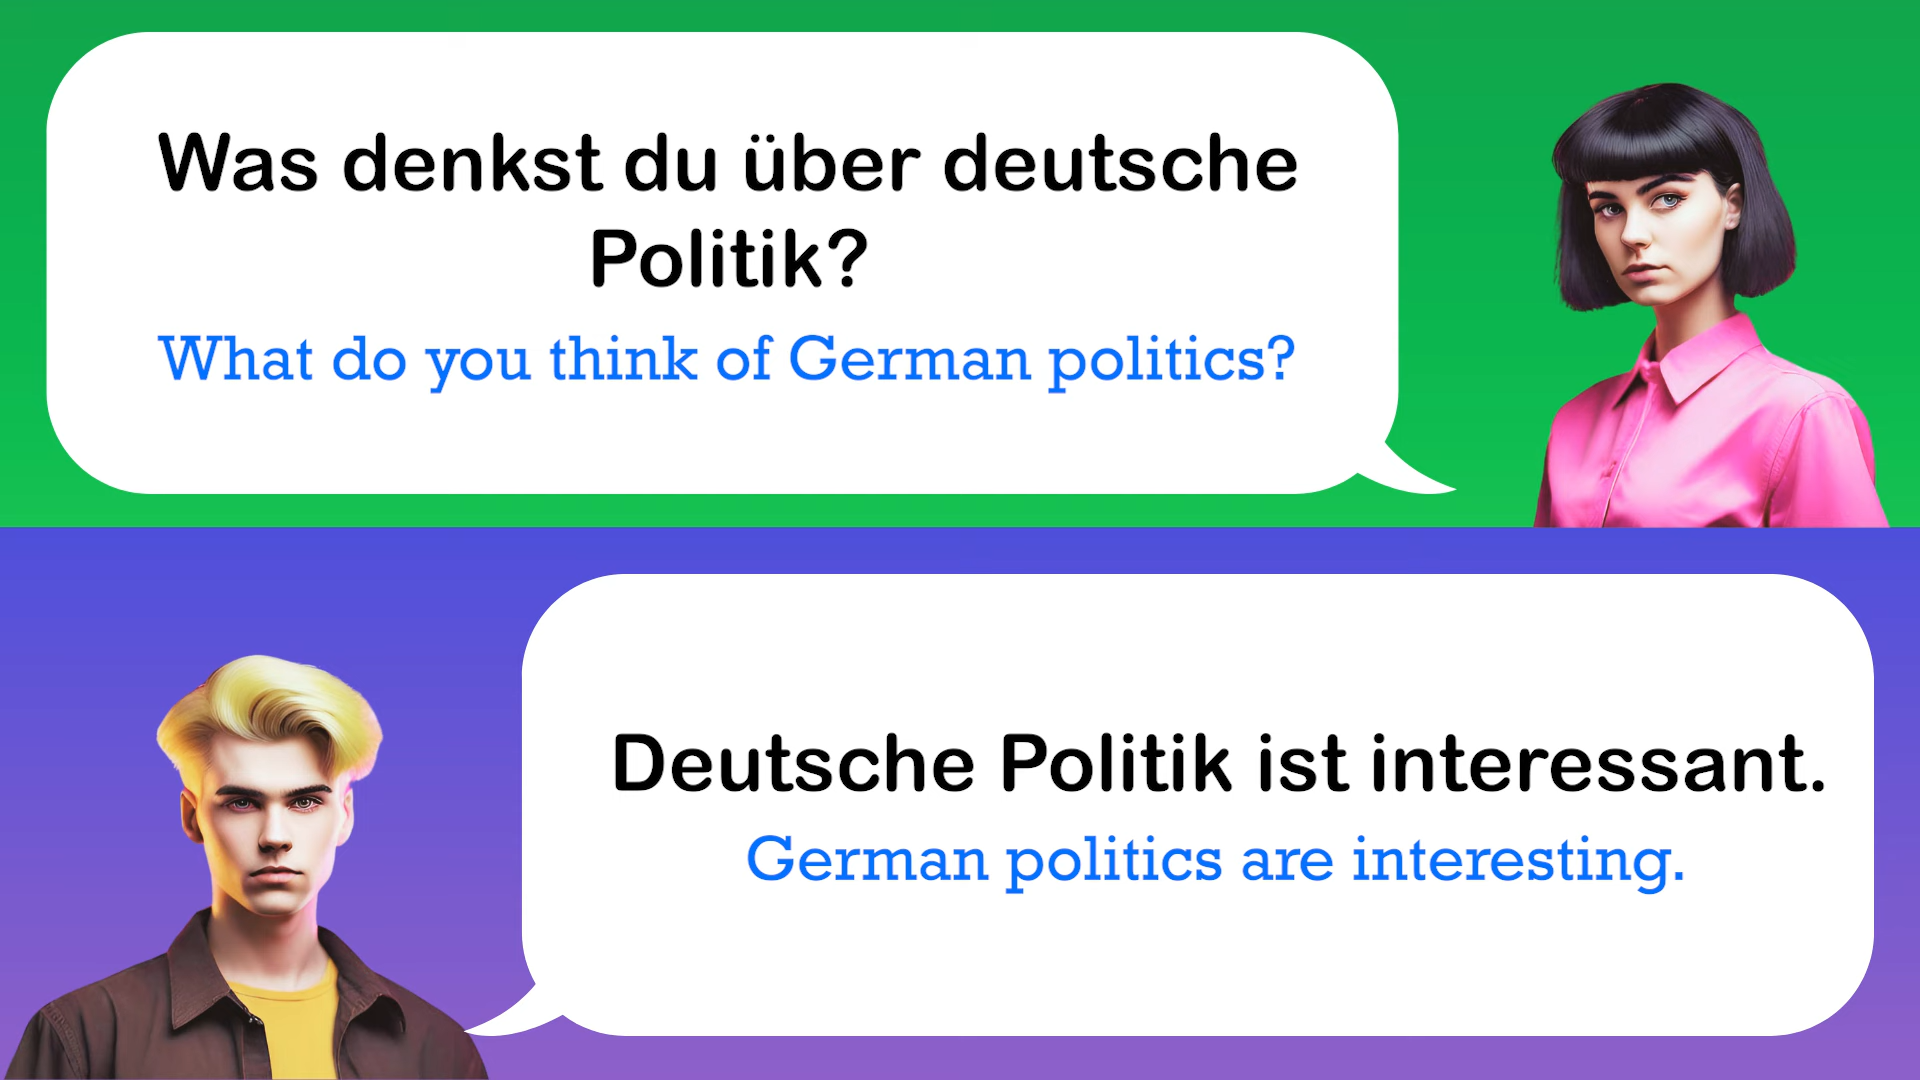 Was denkst du über deutsche
Politik?
What do you think of German politics?
Deutsche Politik ist interessant.
German politics are interesting.